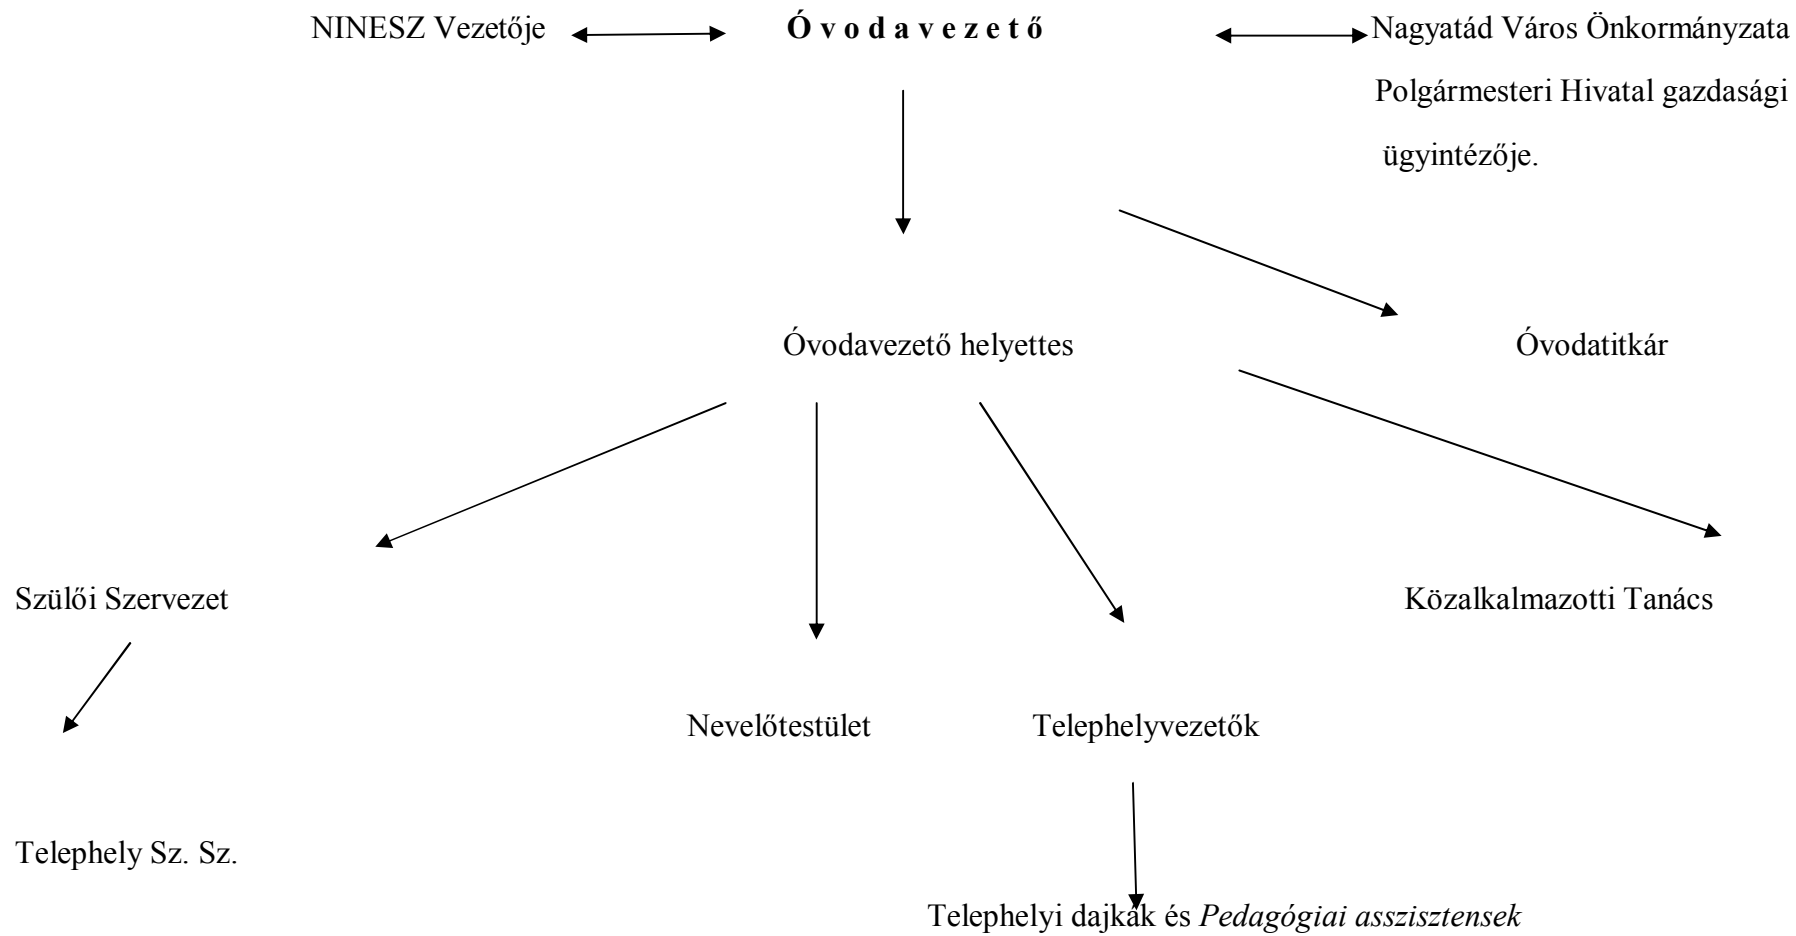 NINESZ Vezetője Ó v o d a v e z e t ő Nagyatád Város Önkormányzata
Polgármesteri Hivatal gazdasági
ügyintézője.
Óvodavezető helyettes Óvodatitkár
Szülői Szervezet Közalkalmazotti Tanács
Nevelőtestület Telephelyvezetők
Telephely Sz. Sz.
Telephelyi dajkák és Pedagógiai asszisztensek